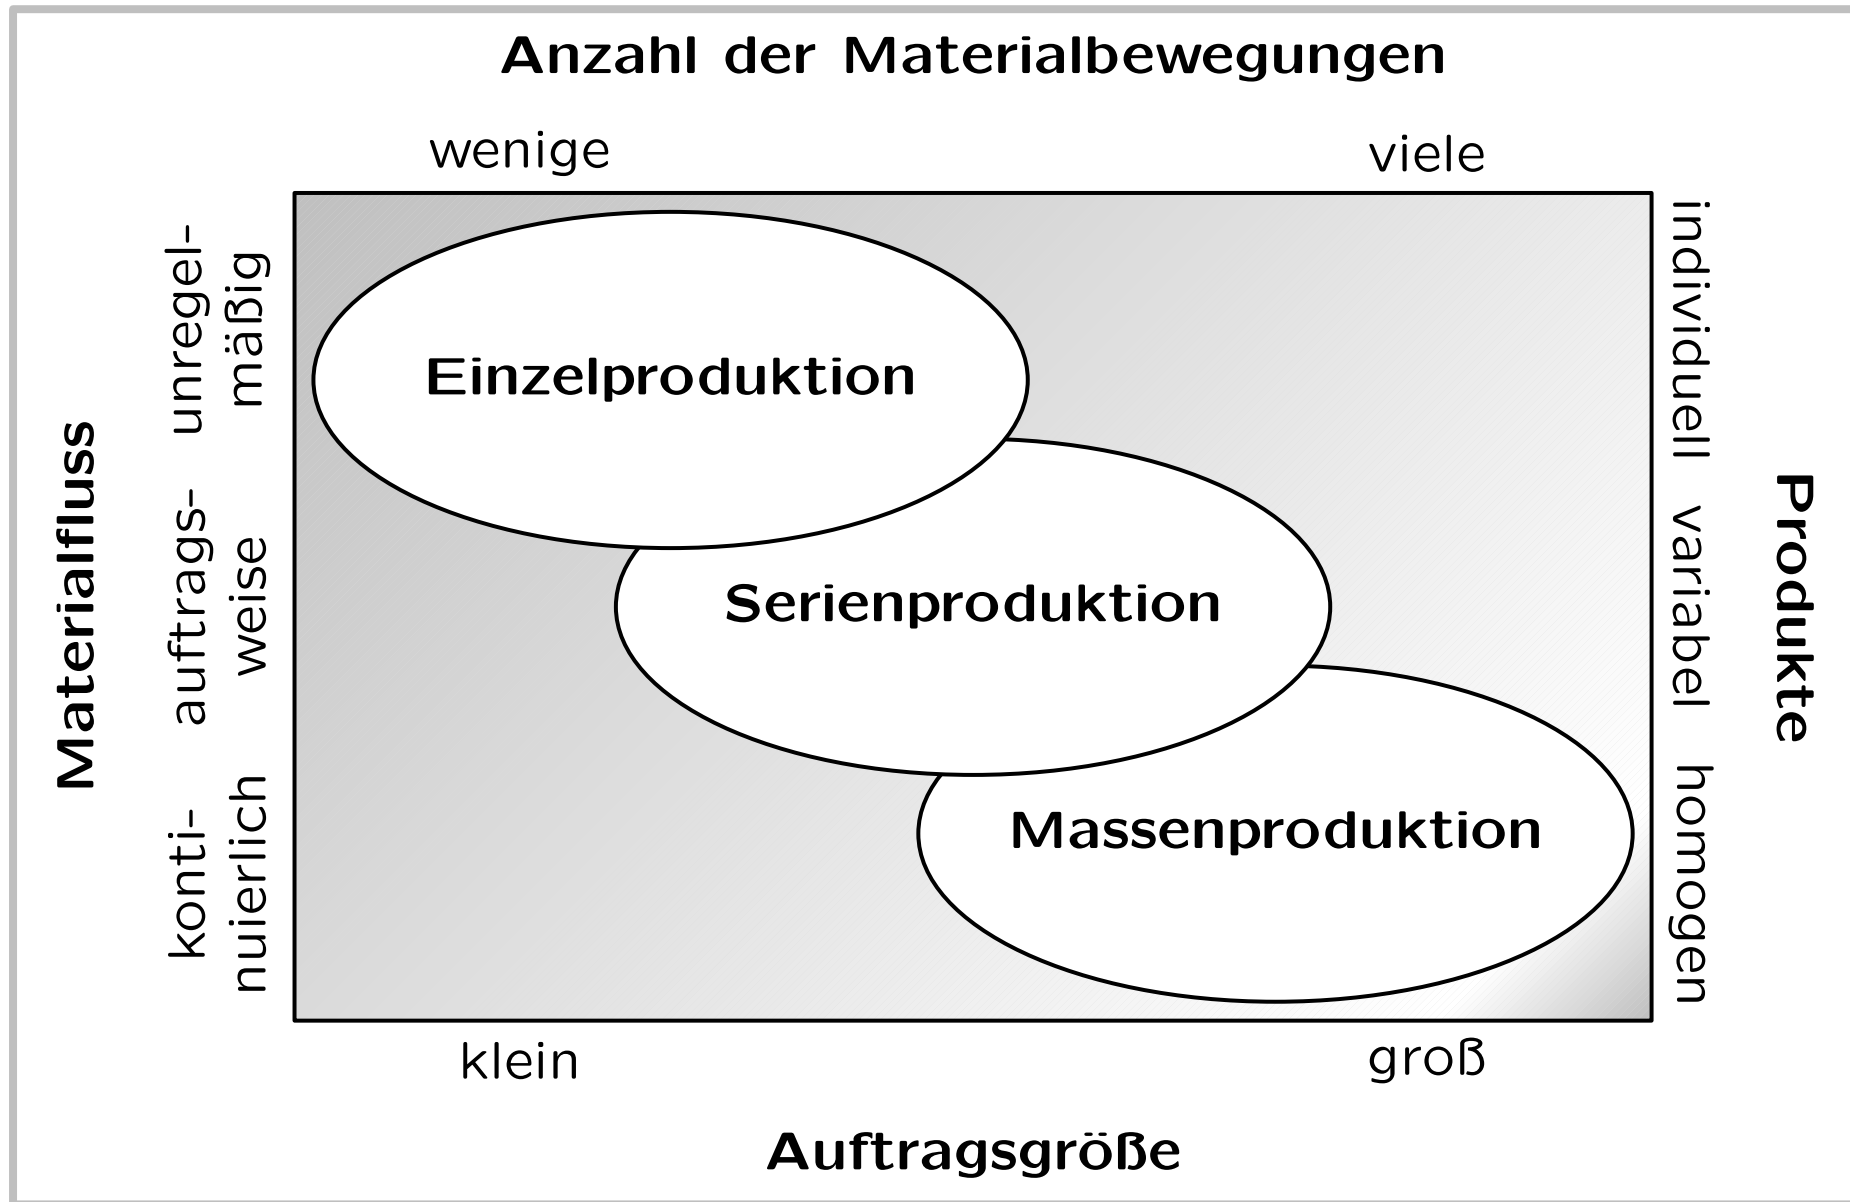 Anzahl der Materialbewegungen
wenige
viele
Materialfluss
unregel-
mäßig
auftrags-
weise
konti-
nuierlich
Einzelproduktion
Serienproduktion
Massenproduktion
individuell
variabel
homogen
Produkte
klein
groß
Auftragsgröße